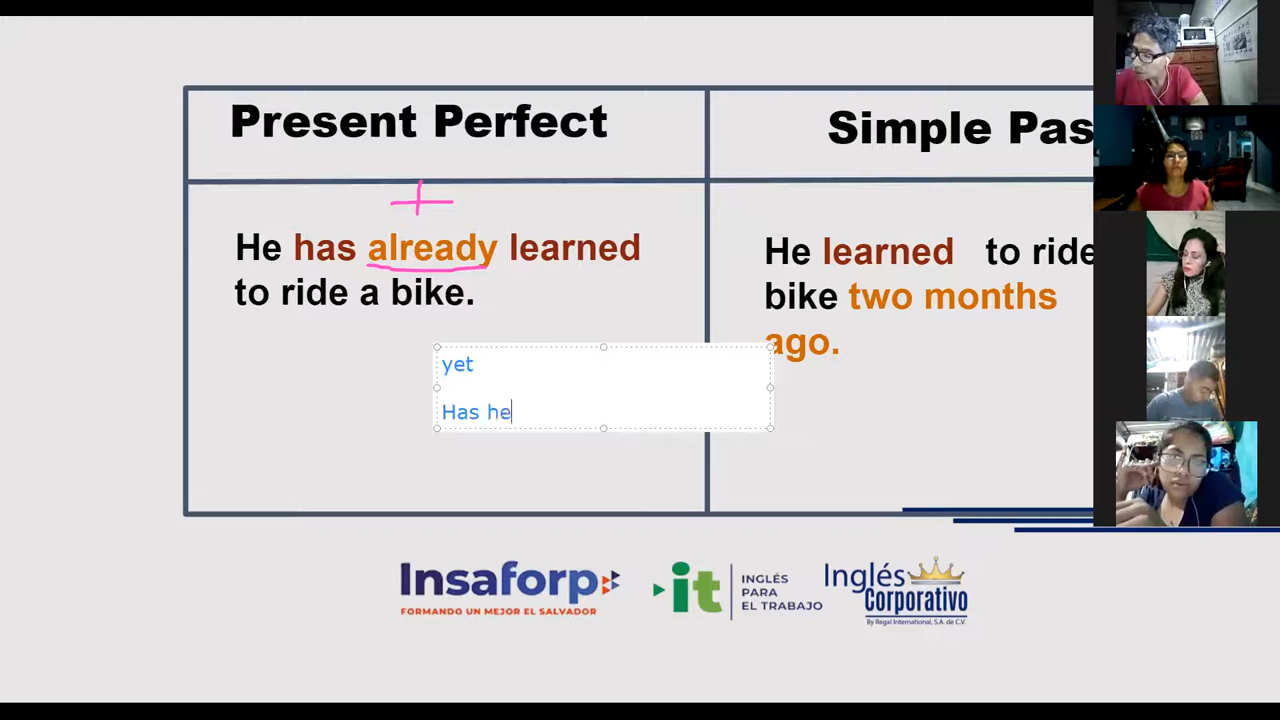 Present Perfect
Simple Pas
He has already learned
to ride a bike.
He learned to ride
bike two months
ago.
yet
Has he
Insaforp
FORMANDO UN MEJOR EL SALVADOR
it
INGLÉS
PARA
EL TRABAJO
Inglés
Corporativo
By Regal International, S.A. de C.V.